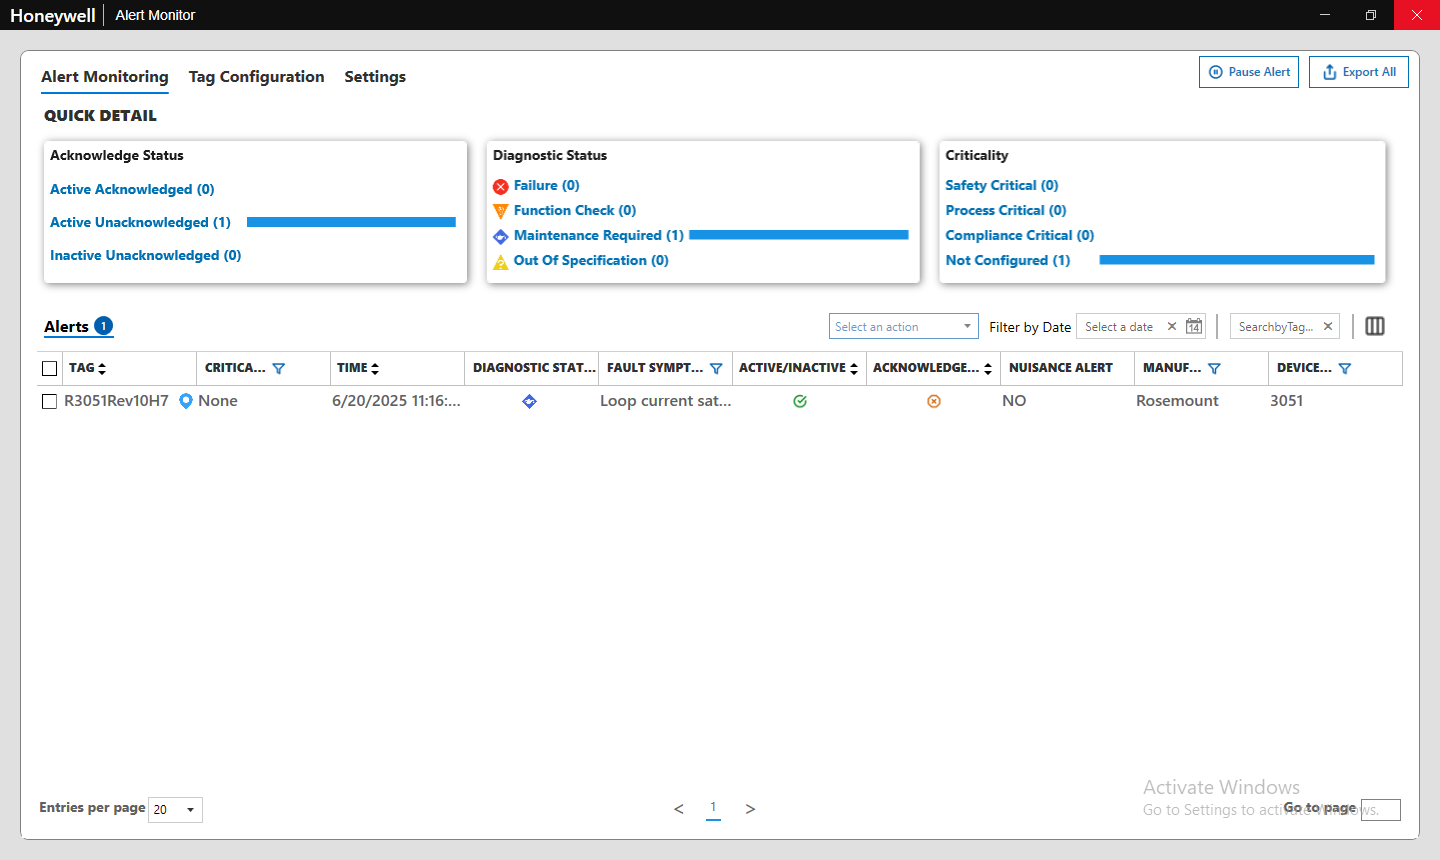 Honeywell Alert Monitor
Alert Monitoring Tag Configuration Settings Pause Alert Export All
QUICK DETAIL
Acknowledge Status
Active Acknowledged (0)
Active Unacknowledged (1)
Inactive Unacknowledged (0)
Diagnostic Status
Failure (0)
Function Check (0)
Maintenance Required (1)
Out Of Specification (0)
Criticality
Safety Critical (0)
Process Critical (0)
Compliance Critical (0)
Not Configured (1)
Alerts 1 Select an action Filter by Date Select a date 14 SearchbyTag...
TAG CRITICA... TIME DIAGNOSTIC STAT... FAULT SYMPT... ACTIVE/INACTIVE ACKNOWLEDGE... NUISANCE ALERT MANUF... DEVICE...
R3051Rev10H7 None 6/20/2025 11:16:... Loop current sat... NO Rosemount 3051
Activate Windows
Go to Settings to activate Windows.
Entries per page 20 < 1 > Go to page